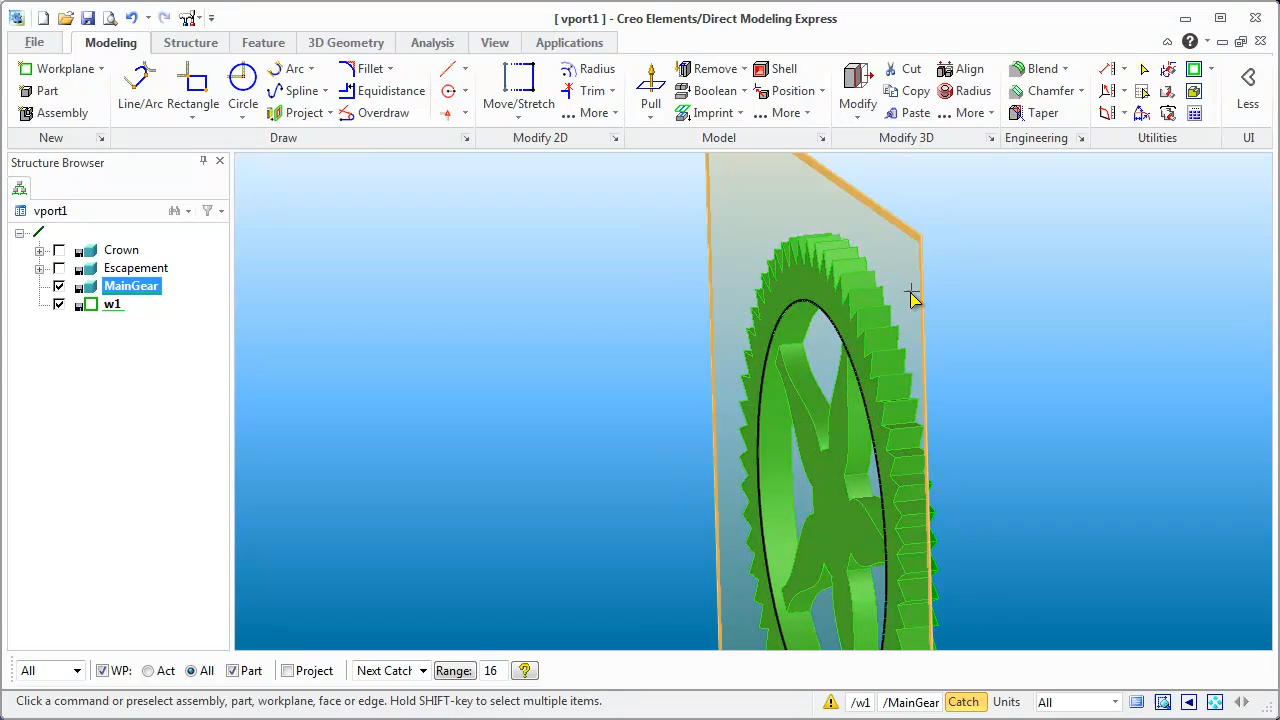 [ vport1 ] - Creo Elements/Direct Modeling Express
File Modeling Structure Feature 3D Geometry Analysis View Applications
Workplane Part Assembly
Line/Arc Rectangle Circle
Arc Spline Project
Fillet Equidistance Overdraw
Move/Stretch
Radius Trim ... More
Pull
Remove Boolean Imprint
Shell Position ... More
Modify
Cut Copy Paste
Align Radius ... More
Blend Chamfer Taper
Less
New Draw Modify 2D Model Modify 3D Engineering Utilities UI
Structure Browser
vport1
Crown
Escapement
MainGear
w1
All WP: Act All Part Project Next Catch Range: 16
Click a command or preselect assembly, part, workplane, face or edge. Hold SHIFT-key to select multiple items. /w1 /MainGear Catch Units All